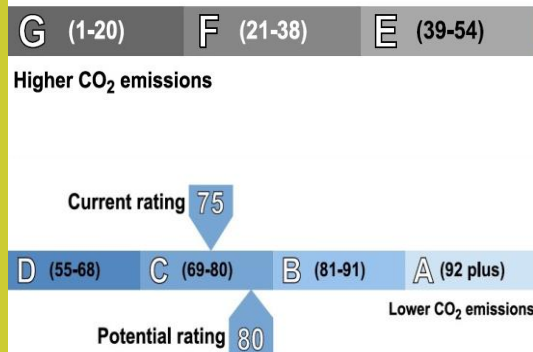 G (1-20) F (21-38) E (39-54)
Higher CO₂ emissions
Current rating 75
D (55-68) C (69-80) B (81-91) A (92 plus)
Lower CO₂ emissions
Potential rating 80